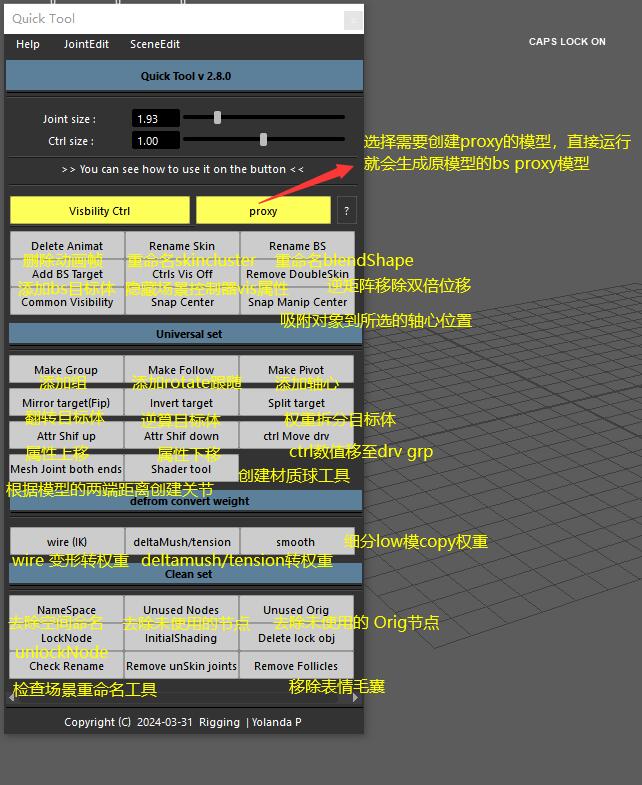 Quick Tool
Help JointEdit SceneEdit
CAPS LOCK ON
Quick Tool v 2.8.0
Joint size : 1.93
Ctrl size : 1.00
选择需要创建proxy的模型，直接运行
就会生成原模型的bs proxy模型
>> You can see how to use it on the button <<
Visbility Ctrl proxy ?
Delete Animat Rename Skin Rename BS
删除动画帧 重命名skincluster 重命名blendShape
Add BS Target Ctrls Vis Off Remove DoubleSkin
添加bs目标体 隐藏场景控制器vis属性 逆矩阵移除双倍位移
Common Visibility Snap Center Snap Manip Center
吸附对象到所选的轴心位置
Universal set
Make Group Make Follow Make Pivot
添加组 添加rotate跟随 添加轴心
Mirror target(Fip) Invert target Split target
翻转目标体 逆算目标体 权重拆分目标体
Attr Shif up Attr Shif down ctrl Move drv
属性上移 属性下移 ctrl数值移至drv grp
Mesh Joint both ends Shader tool
创建材质球工具
根据模型的两端距离创建关节
defrom convert weight
wire (IK) deltaMush/tension smooth
细分low模copy权重
wire 变形转权重 deltamush/tension转权重
Clean set
NameSpace Unused Nodes Unused Orig
去除空间命名 去除未使用的节点 去除未使用的 Orig节点
LockNode InitialShading Delete lock obj
unlockNode
Check Rename Remove unSkin joints Remove Follicles
检查场景重命名工具 移除表情毛囊
Copyright (C) 2024-03-31 Rigging | Yolanda P